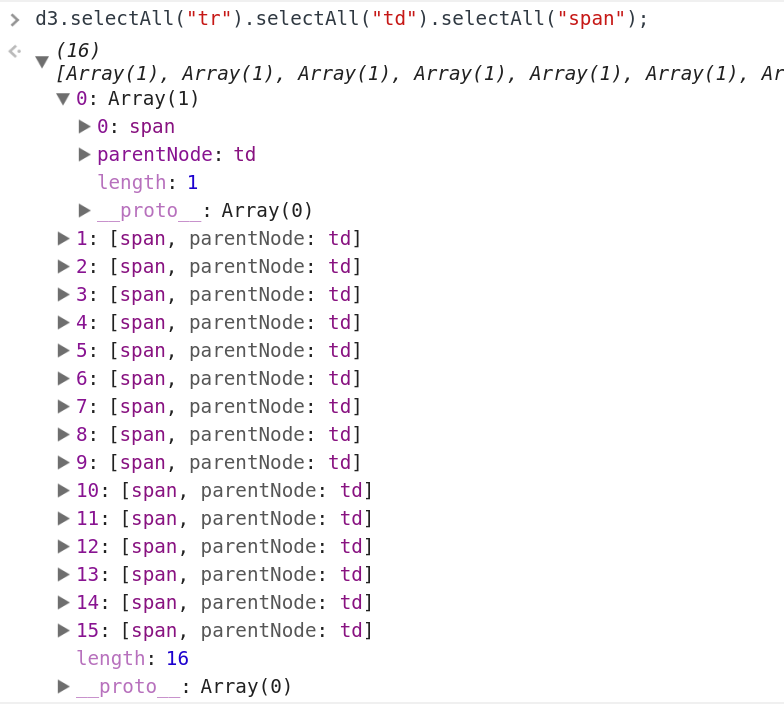 d3.selectAll("tr").selectAll("td").selectAll("span");
(16)
[Array(1), Array(1), Array(1), Array(1), Array(1), Array(1), Ar
0: Array(1)
0: span
parentNode: td
length: 1
__proto__: Array(0)
1: [span, parentNode: td]
2: [span, parentNode: td]
3: [span, parentNode: td]
4: [span, parentNode: td]
5: [span, parentNode: td]
6: [span, parentNode: td]
7: [span, parentNode: td]
8: [span, parentNode: td]
9: [span, parentNode: td]
10: [span, parentNode: td]
11: [span, parentNode: td]
12: [span, parentNode: td]
13: [span, parentNode: td]
14: [span, parentNode: td]
15: [span, parentNode: td]
length: 16
__proto__: Array(0)